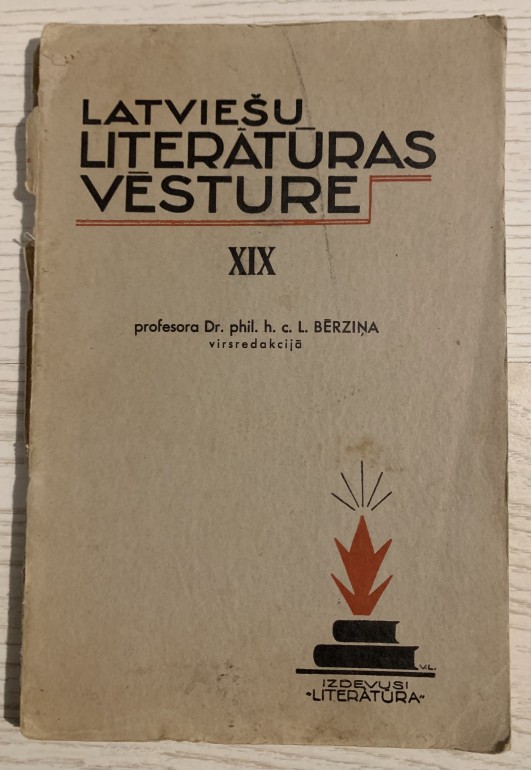 LATVIEŠU
LITERĀTŪRAS
VĒSTURE
XIX
profesora Dr. phil. h. c. L. BĒRZIŅA
virsredakcijā
V.L.
IZDEVUSI
"LITERĀTŪRA"